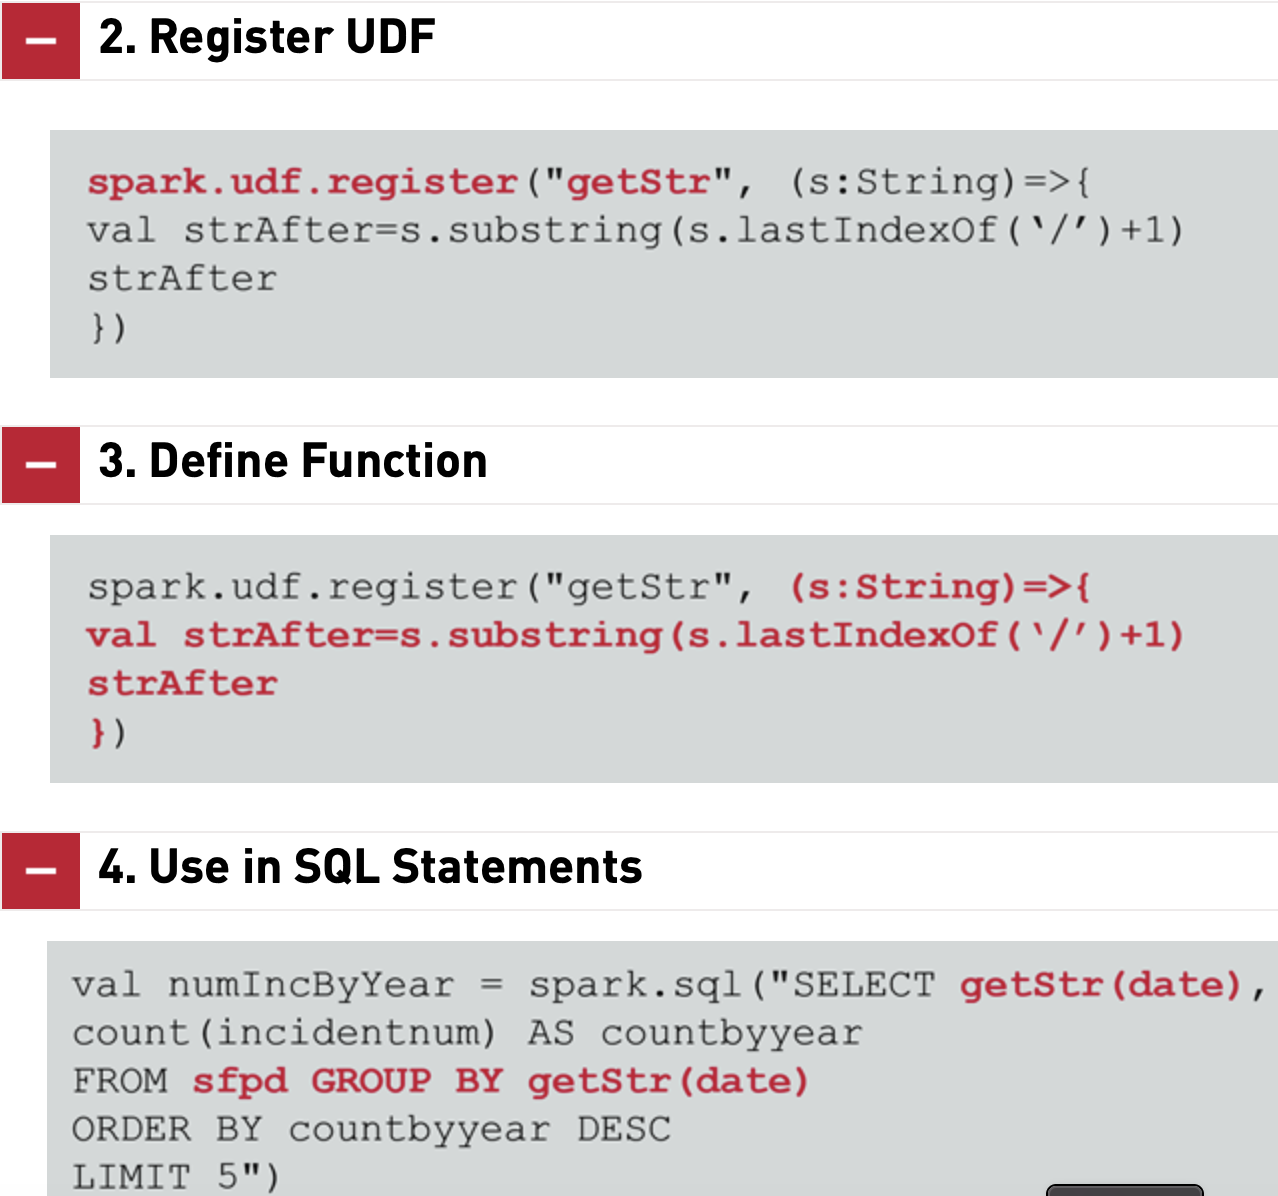 2. Register UDF
spark.udf.register("getStr", (s:String)=>{
val strAfter=s.substring(s.lastIndexOf(‵/′)+1)
strAfter
})
3. Define Function
spark.udf.register("getStr", (s:String)=>{
val strAfter=s.substring(s.lastIndexOf(‵/′)+1)
strAfter
})
4. Use in SQL Statements
val numIncByYear = spark.sql("SELECT getStr(date),
count(incidentnum) AS countbyyear
FROM sfpd GROUP BY getStr(date)
ORDER BY countbyyear DESC
LIMIT 5")